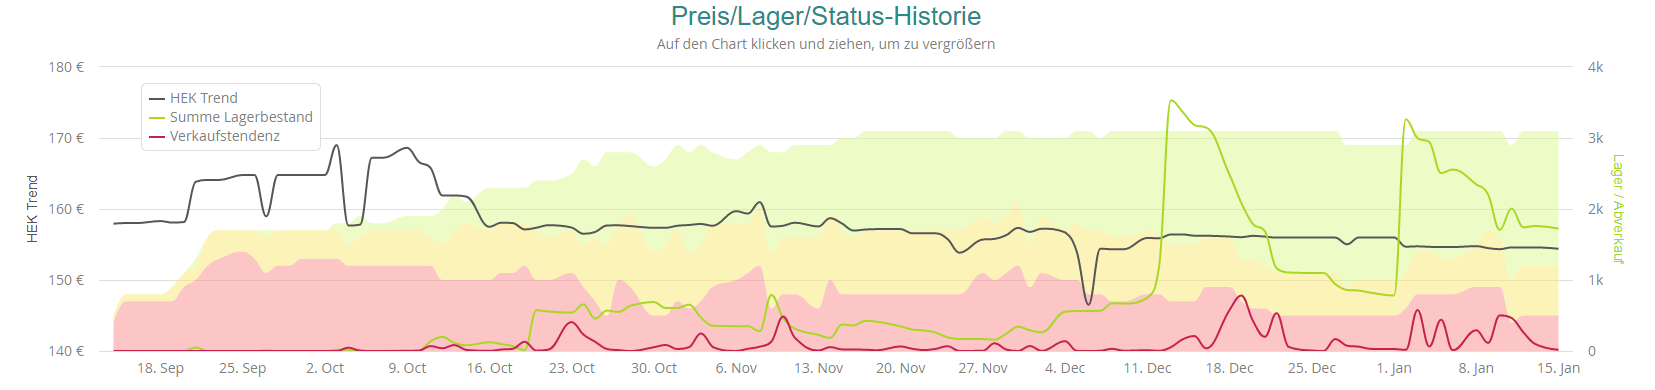 Preis/Lager/Status-Historie
Auf den Chart klicken und ziehen, um zu vergrößern
180 €
170 €
160 €
150 €
140 €
HEK Trend
HEK Trend
Summe Lagerbestand
Verkaufstendenz
4k
3k
2k
1k
0
Lager / Abverkauf
18. Sep
25. Sep
2. Oct
9. Oct
16. Oct
23. Oct
30. Oct
6. Nov
13. Nov
20. Nov
27. Nov
4. Dec
11. Dec
18. Dec
25. Dec
1. Jan
8. Jan
15. Jan